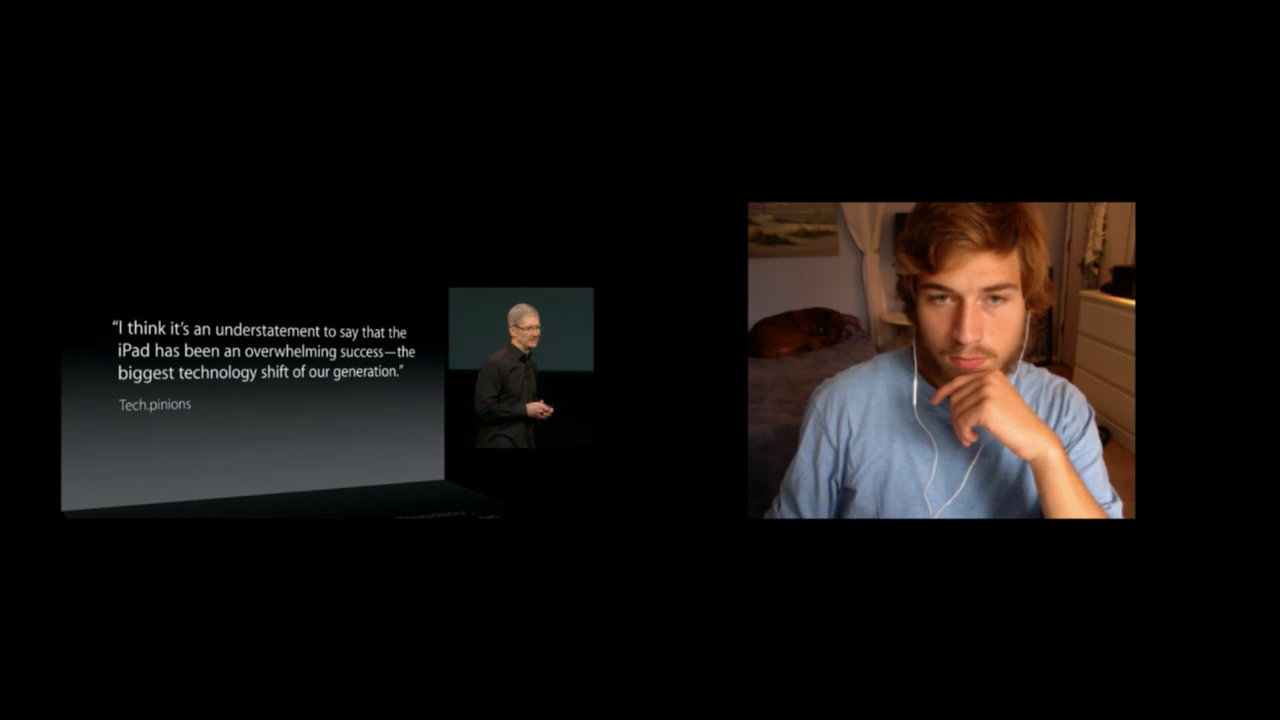 “I think it’s an understatement to say that the
iPad has been an overwhelming success—the
biggest technology shift of our generation.”
Tech.pinions